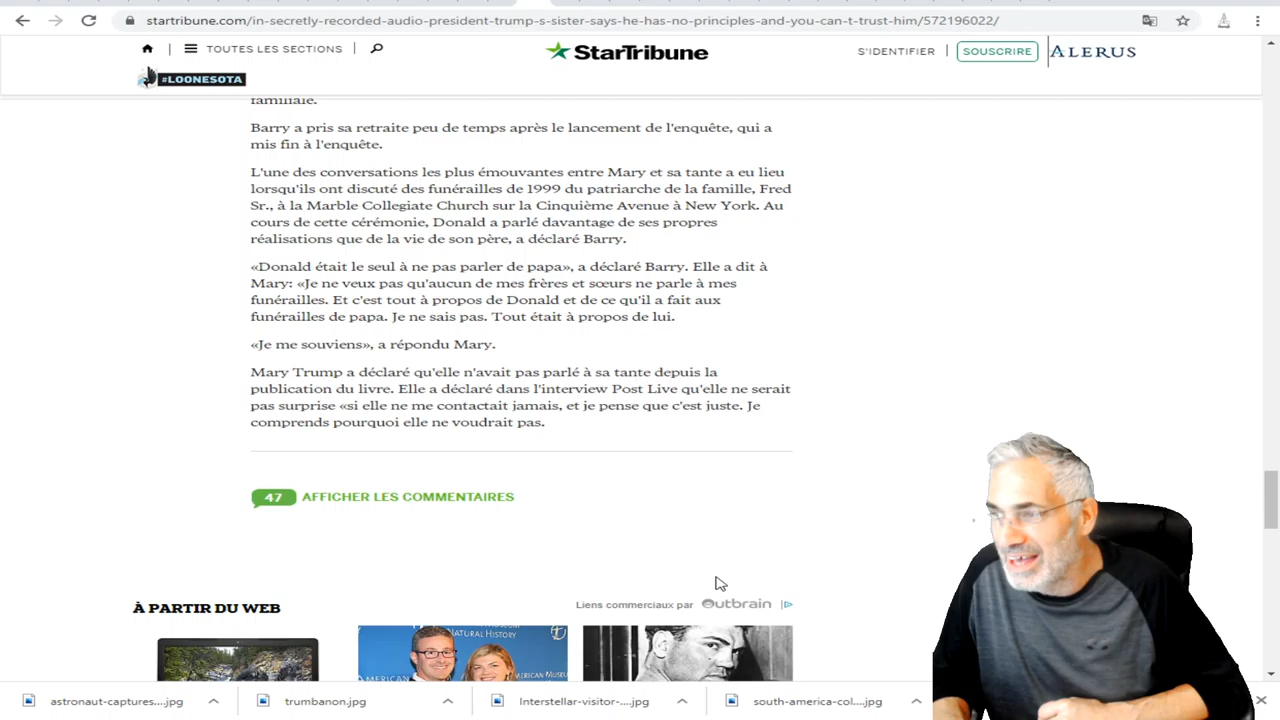 startribune.com/in-secretly-recorded-audio-president-trump-s-sister-says-he-has-no-principles-and-you-can-t-trust-him/572196022/
TOUTES LES SECTIONS
StarTribune
S'IDENTIFIER
SOUSCRIRE
ALERUS
#LOONESOTA
familiale.
Barry a pris sa retraite peu de temps après le lancement de l'enquête, qui a
mis fin à l'enquête.
L'une des conversations les plus émouvantes entre Mary et sa tante a eu lieu
lorsqu'ils ont discuté des funérailles de 1999 du patriarche de la famille, Fred
Sr., à la Marble Collegiate Church sur la Cinquième Avenue à New York. Au
cours de cette cérémonie, Donald a parlé davantage de ses propres
réalisations que de la vie de son père, a déclaré Barry.
«Donald était le seul à ne pas parler de papa», a déclaré Barry. Elle a dit à
Mary: «Je ne veux pas qu'aucun de mes frères et sœurs ne parle à mes
funérailles. Et c'est tout à propos de Donald et de ce qu'il a fait aux
funérailles de papa. Je ne sais pas. Tout était à propos de lui.
«Je me souviens», a répondu Mary.
Mary Trump a déclaré qu'elle n'avait pas parlé à sa tante depuis la
publication du livre. Elle a déclaré dans l'interview Post Live qu'elle ne serait
pas surprise «si elle ne me contactait jamais, et je pense que c'est juste. Je
comprends pourquoi elle ne voudrait pas.
47 AFFICHER LES COMMENTAIRES
À PARTIR DU WEB
Liens commerciaux par Outbrain
NATURAL HISTORY
AMERICAN
AMERICAN MUSEUM
astronaut-captures....jpg
trumbanon.jpg
Interstellar-visitor-....jpg
south-america-col....jpg